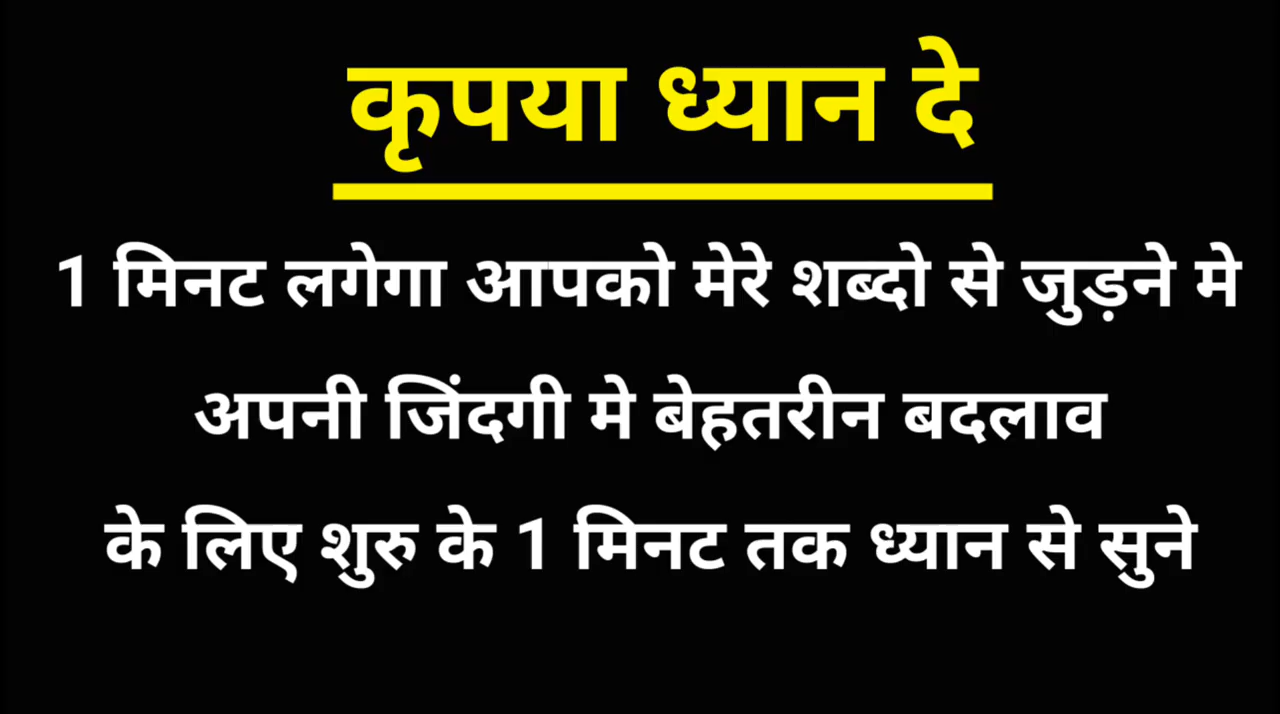 कृपया ध्यान दे
1 मिनट लगेगा आपको मेरे शब्दो से जुड़ने मे
अपनी जिंदगी मे बेहतरीन बदलाव
के लिए शुरु के 1 मिनट तक ध्यान से सुने